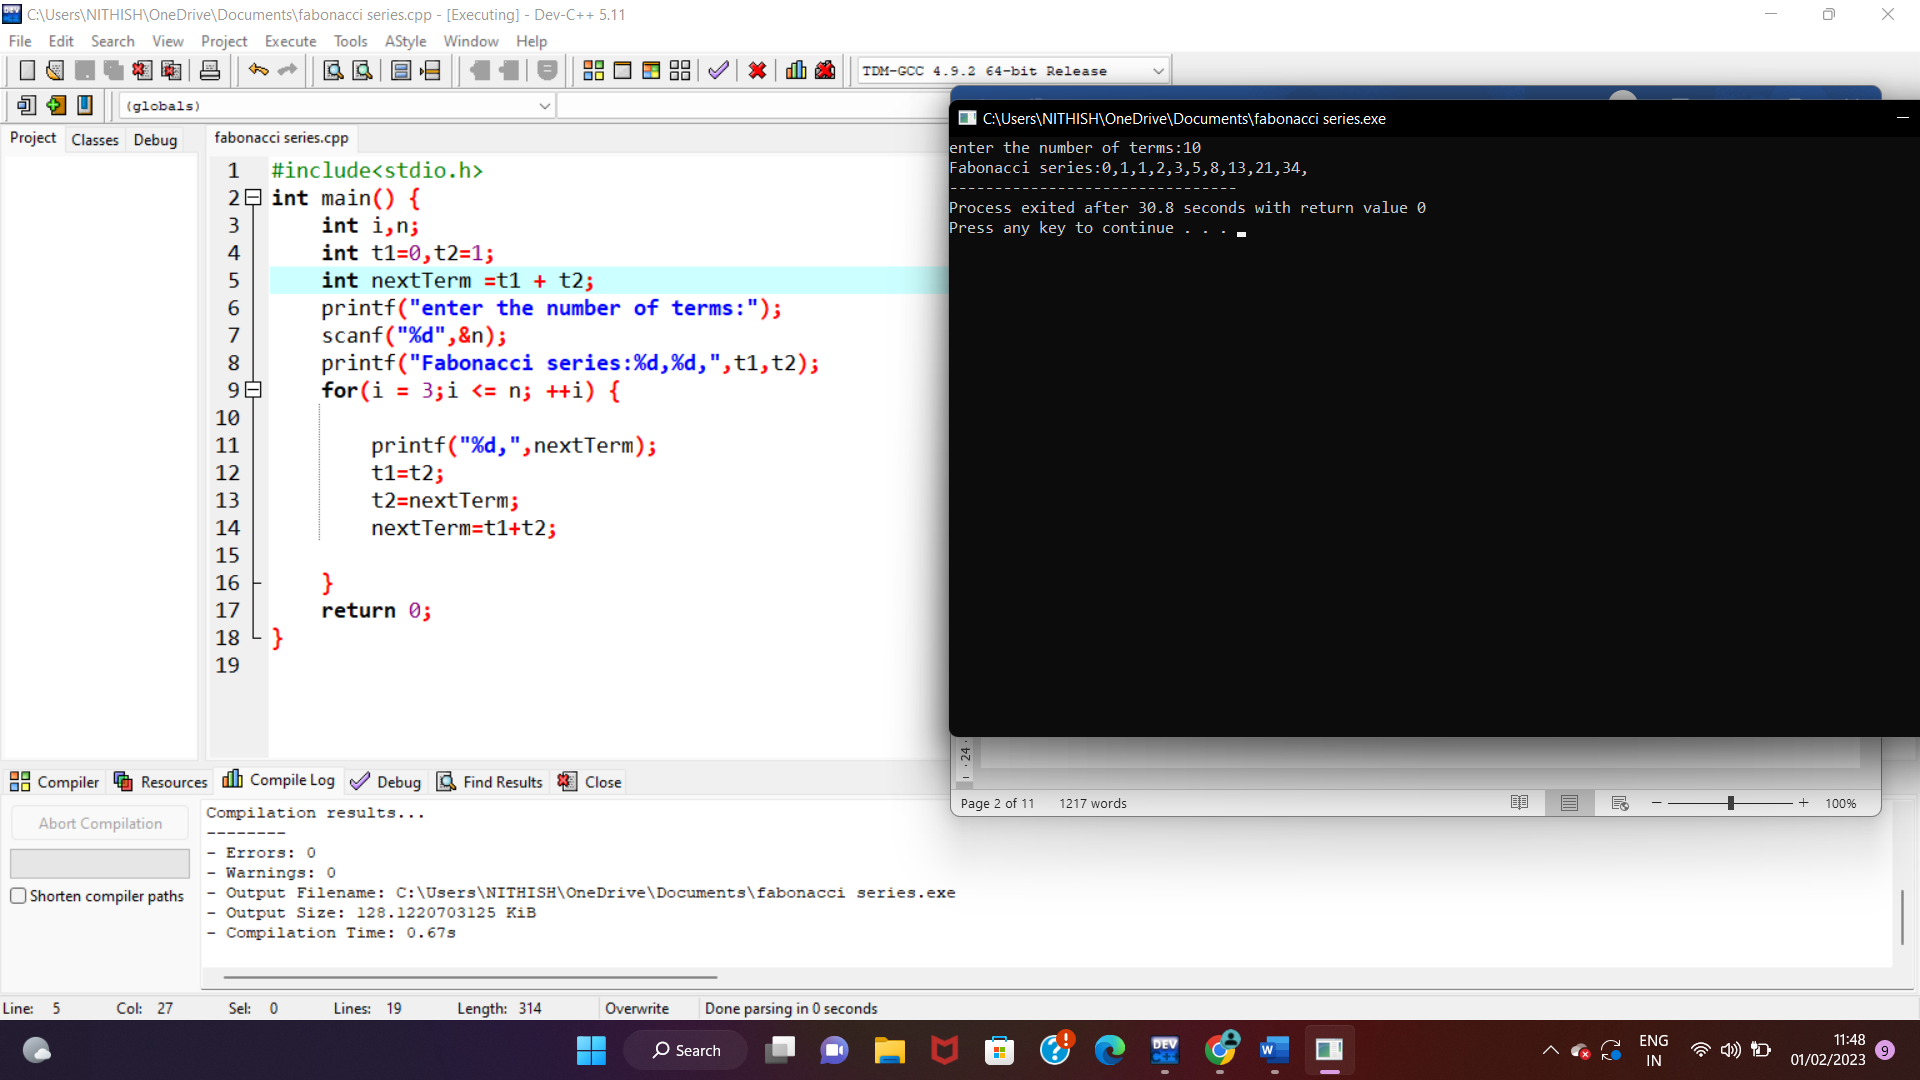 C:\Users\NITHISH\OneDrive\Documents\fabonacci series.cpp - [Executing] - Dev-C++ 5.11
File Edit Search View Project Execute Tools AStyle Window Help
TDM-GCC 4.9.2 64-bit Release
(globals)
Project Classes Debug
fabonacci series.cpp
1 #include<stdio.h>
2 int main() {
3 int i,n;
4 int t1=0,t2=1;
5 int nextTerm =t1 + t2;
6 printf("enter the number of terms:");
7 scanf("%d",&n);
8 printf("Fabonacci series:%d,%d,",t1,t2);
9 for(i = 3;i <= n; ++i) {
10
11 printf("%d,",nextTerm);
12 t1=t2;
13 t2=nextTerm;
14 nextTerm=t1+t2;
15
16 }
17 return 0;
18 }
19
C:\Users\NITHISH\OneDrive\Documents\fabonacci series.exe
enter the number of terms:10
Fabonacci series:0,1,1,2,3,5,8,13,21,34,
--------------------------------
Process exited after 30.8 seconds with return value 0
Press any key to continue . . .
24
Page 2 of 11 1217 words 100%
Compiler Resources Compile Log Debug Find Results Close
Abort Compilation
Shorten compiler paths
Compilation results...
--------
- Errors: 0
- Warnings: 0
- Output Filename: C:\Users\NITHISH\OneDrive\Documents\fabonacci series.exe
- Output Size: 128.1220703125 KiB
- Compilation Time: 0.67s
Line: 5 Col: 27 Sel: 0 Lines: 19 Length: 314 Overwrite Done parsing in 0 seconds
Search
DEV
C++
W
ENG
IN
11:48
01/02/2023
9